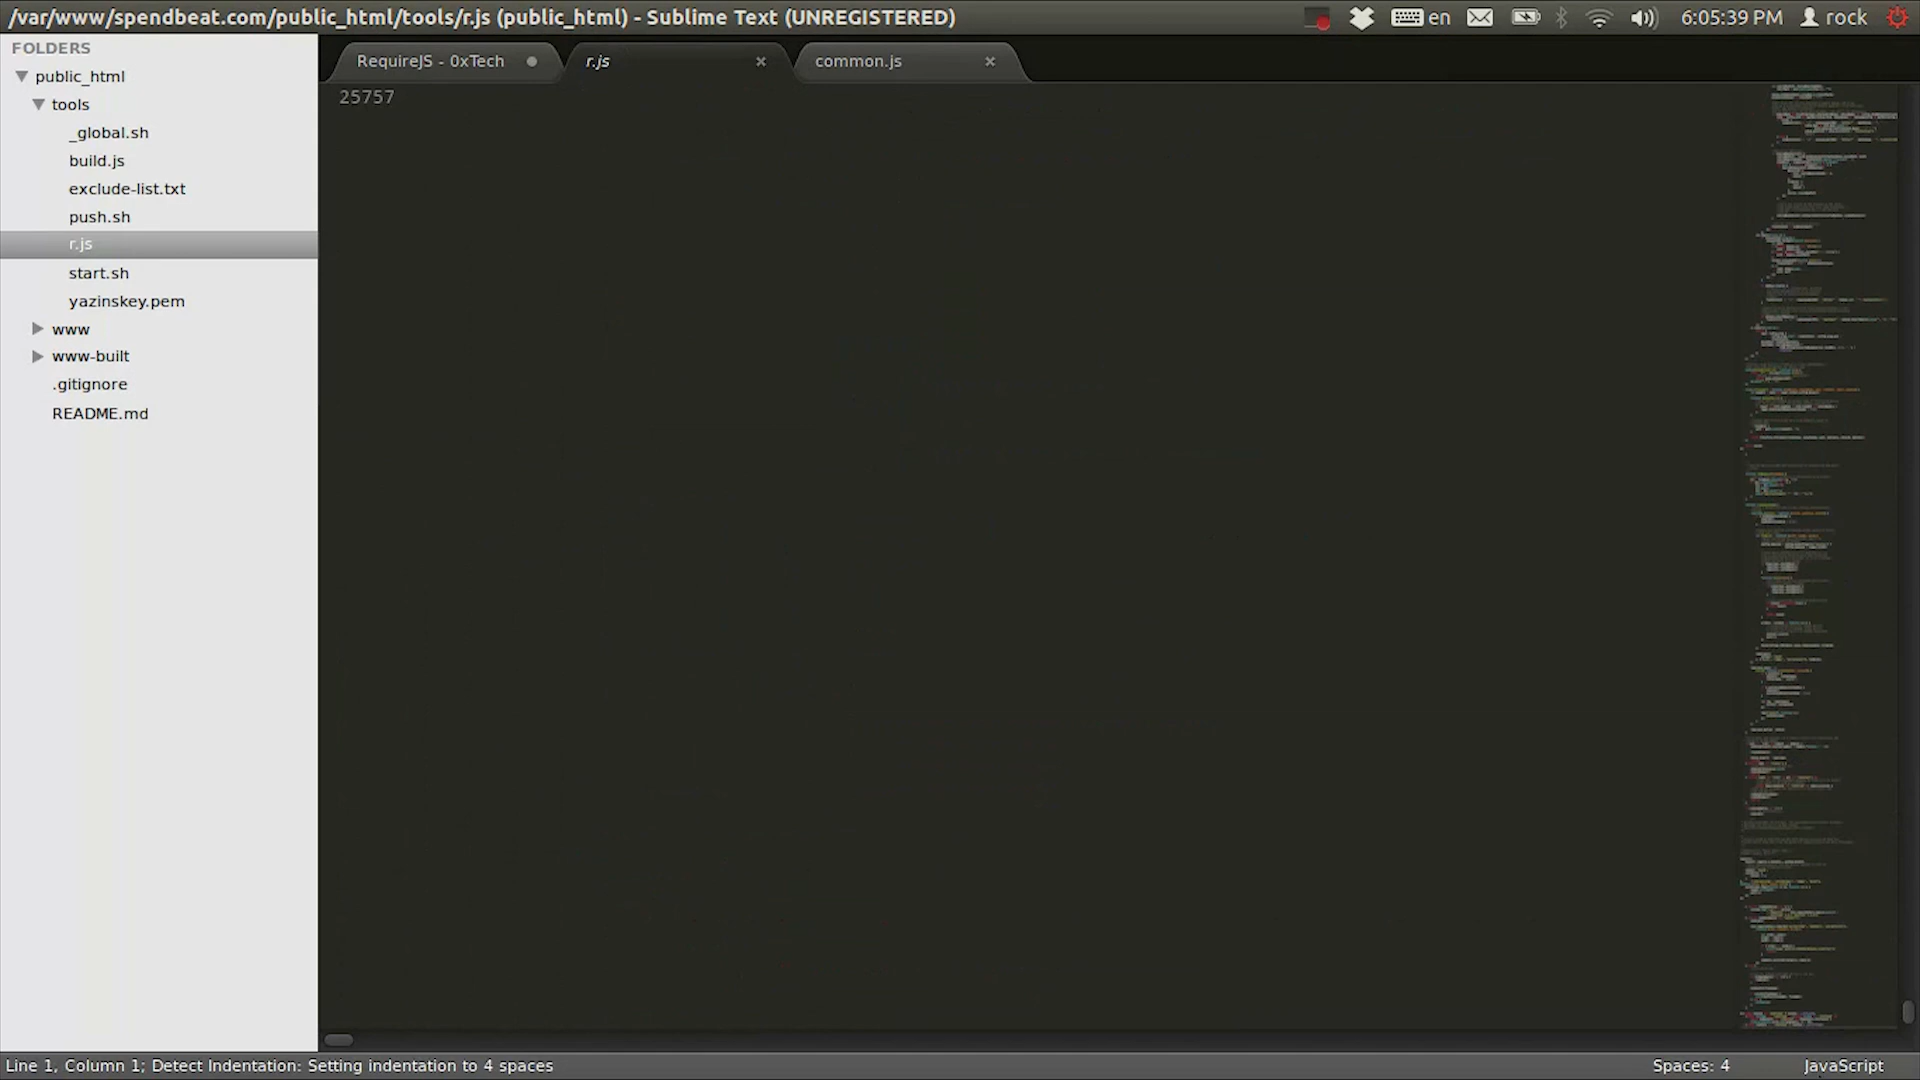 /var/www/spendbeat.com/public_html/tools/r.js (public_html) - Sublime Text (UNREGISTERED)
en
6:05:39 PM
rock
FOLDERS
public_html
tools
_global.sh
build.js
exclude-list.txt
push.sh
r.js
start.sh
yazinskey.pem
www
www-built
.gitignore
README.md
RequireJS - 0xTech
r.js
common.js
25757
Line 1, Column 1; Detect Indentation: Setting indentation to 4 spaces
Spaces: 4
JavaScript